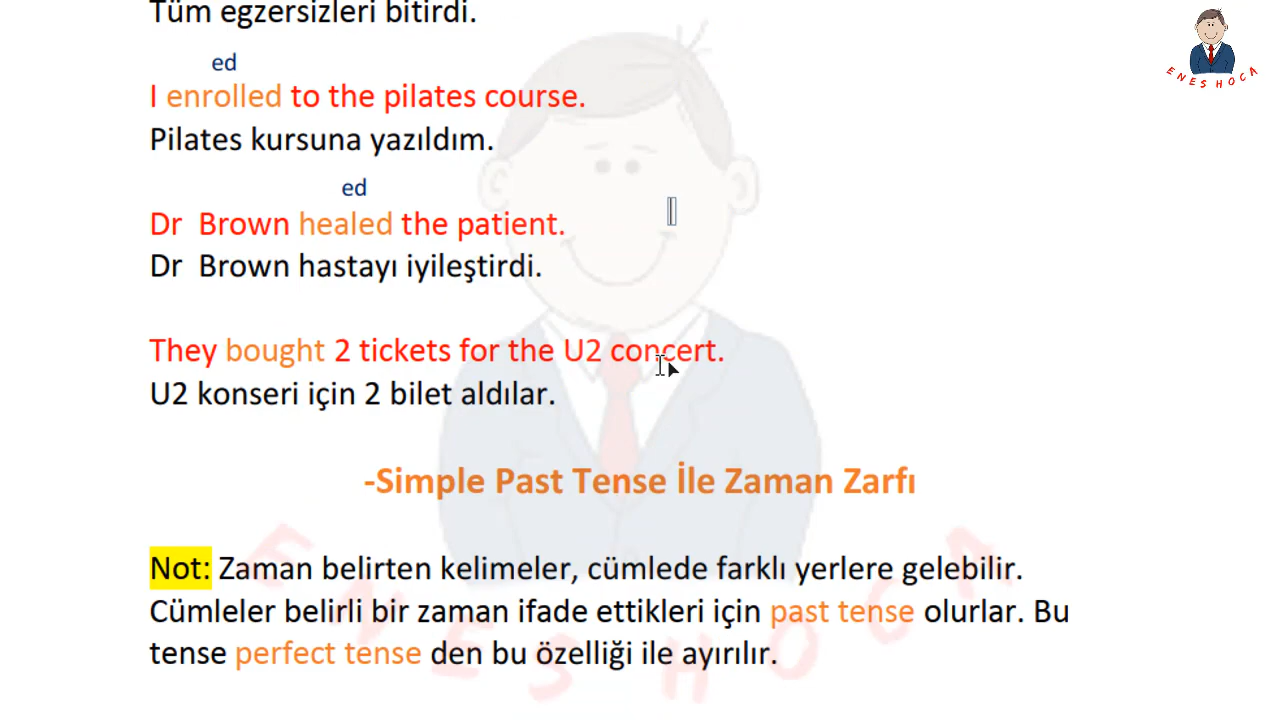 Tüm egzersizleri bitirdi.
ed
I enrolled to the pilates course.
Pilates kursuna yazıldım.
ed
Dr Brown healed the patient.
Dr Brown hastayı iyileştirdi.
They bought 2 tickets for the U2 concert.
U2 konseri için 2 bilet aldılar.
-Simple Past Tense İle Zaman Zarfı
Not: Zaman belirten kelimeler, cümlede farklı yerlere gelebilir.
Cümleler belirli bir zaman ifade ettikleri için past tense olurlar. Bu
tense perfect tense den bu özelliği ile ayırılır.
ENES HOCA
ENES HOCA